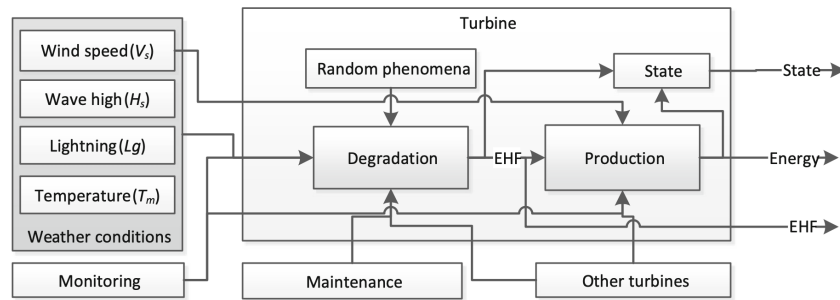 Turbine
Wind speed(Vs)
Random phenomena
State
State
Wave high(Hs)
Lightning(Lg)
Degradation
EHF
Production
Energy
Temperature(Tm)
Weather conditions
EHF
Monitoring
Maintenance
Other turbines